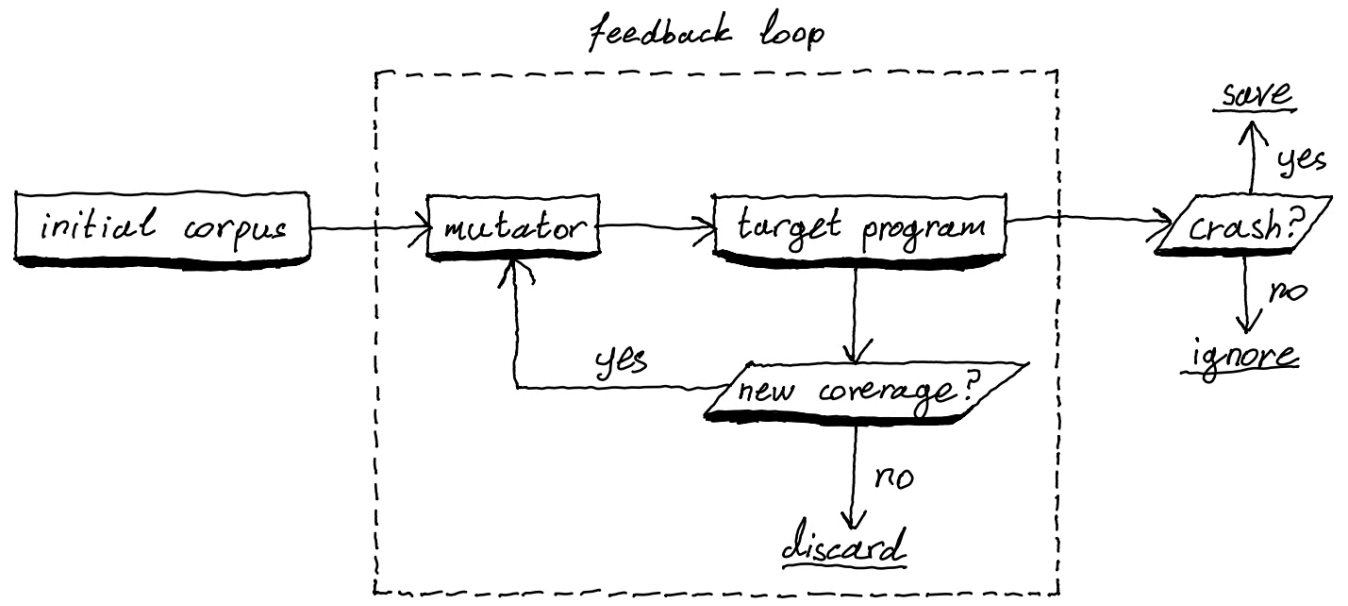 feedback loop
save
yes
initial corpus
mutator
target program
crash?
no
ignore
yes
new coverage?
no
discard